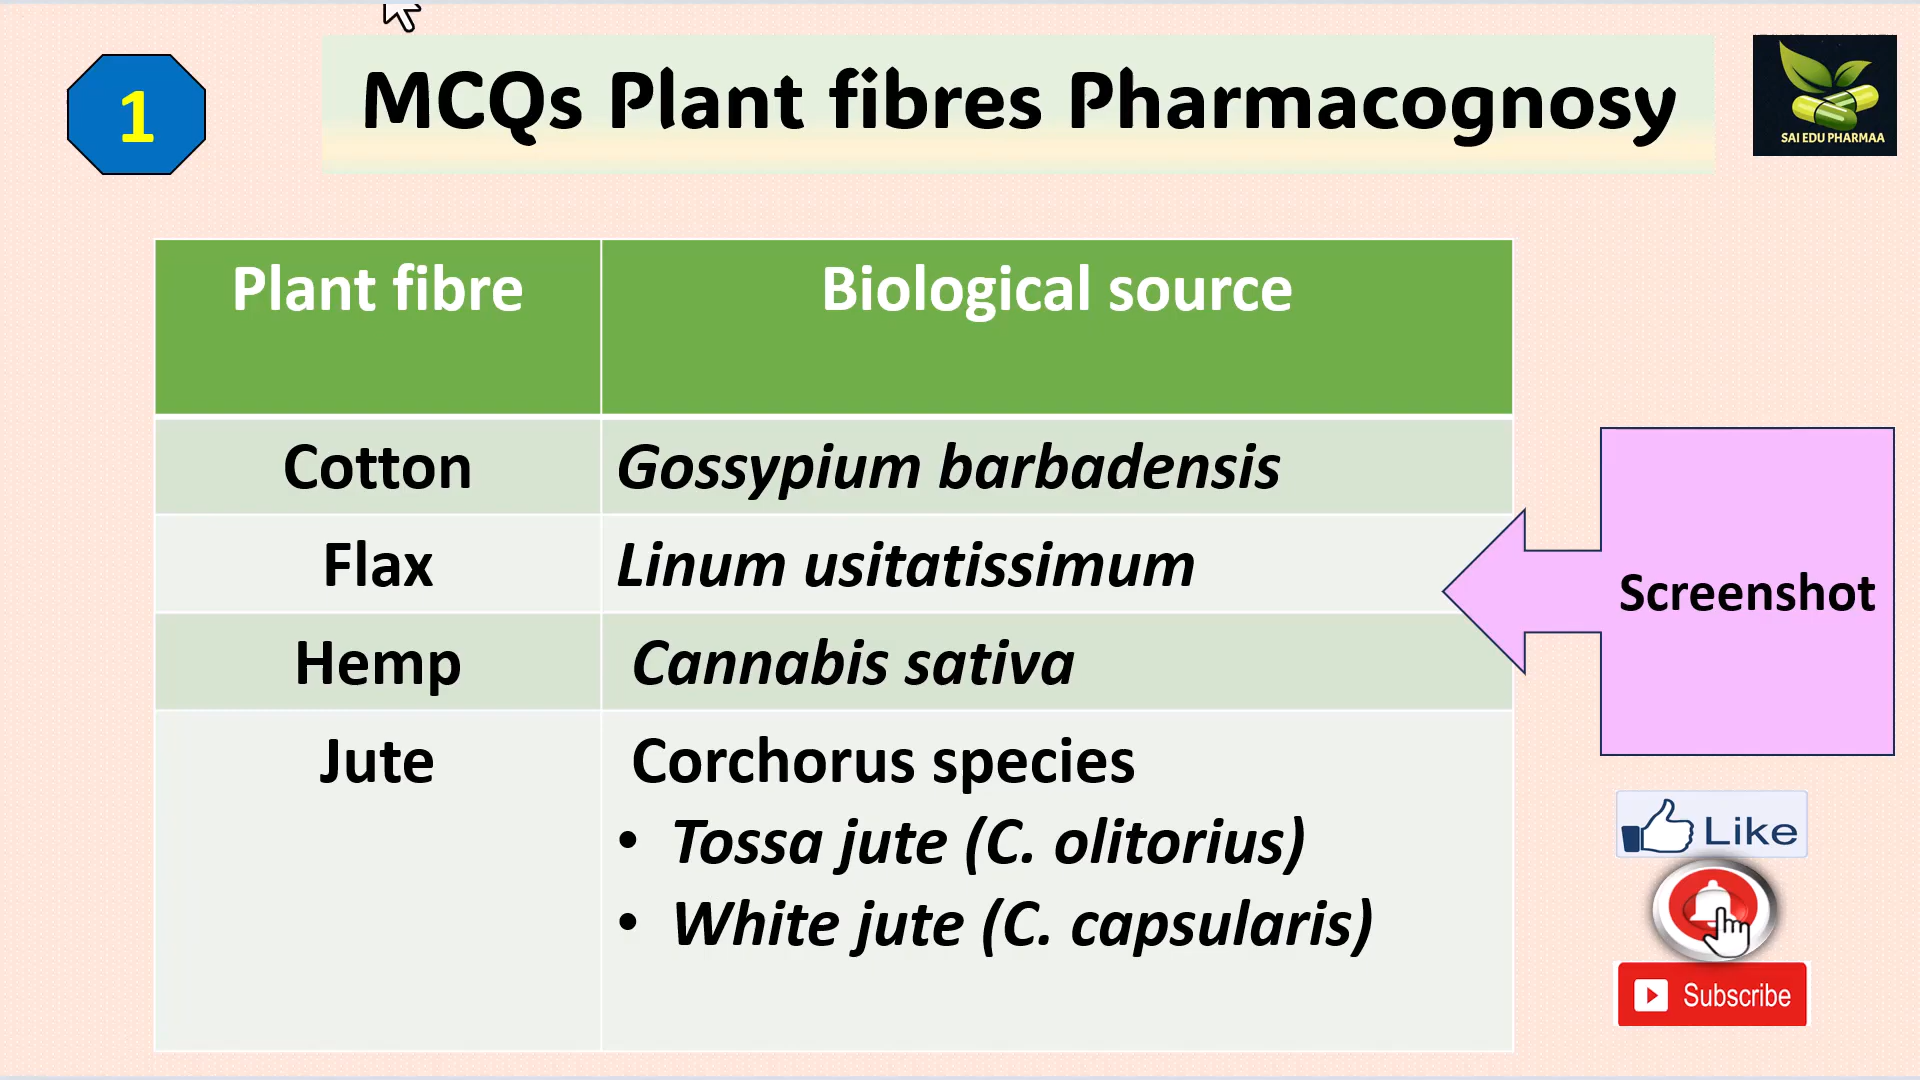 1
MCQs Plant fibres Pharmacognosy
SAI EDU PHARMAA
Plant fibre
Biological source
Cotton
Gossypium barbadensis
Flax
Linum usitatissimum
Hemp
Cannabis sativa
Jute
Corchorus species
• Tossa jute (C. olitorius)
• White jute (C. capsularis)
Screenshot
Like
Subscribe